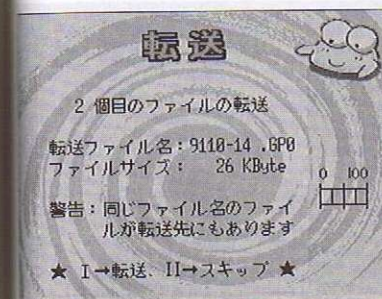 転送
2 個目のファイルの転送
転送ファイル名：9110-14 .GP0
ファイルサイズ： 26 KByte
0 100
警告：同じファイル名のファイ
ルが転送先にもあります
★ I→転送、II→スキップ ★